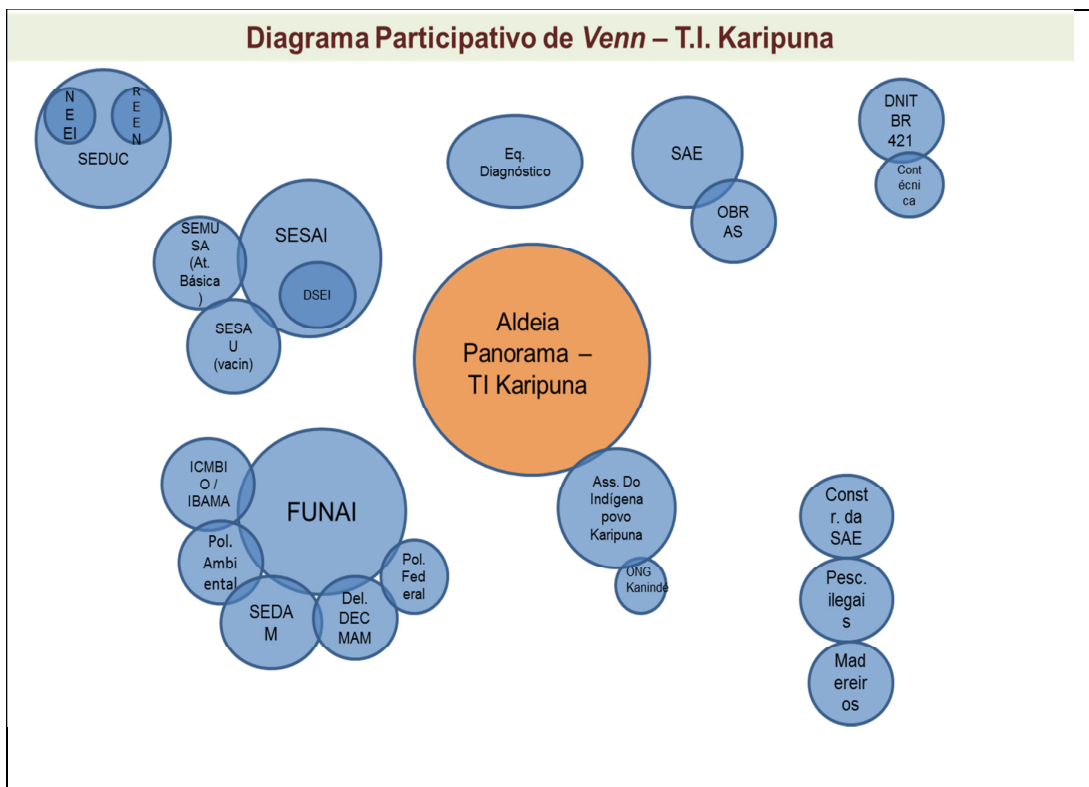 Diagrama Participativo de Venn – T.I. Karipuna
N
E
EI
R
E
E
N
SEDUC
Eq.
Diagnóstico
SAE
OBR
AS
DNIT
BR
421
Cont
écni
ca
SEMU
SA
(At.
Básica
)
SESAI
DSEI
SESA
U
(vacin)
Aldeia
Panorama –
TI Karipuna
ICMBI
O /
IBAMA
FUNAI
Pol.
Ambi
ental
SEDA
M
Del.
DEC
MAM
Pol.
Fed
eral
Ass. Do
Indígena
povo
Karipuna
ONG
Kanindé
Const
r. da
SAE
Pesc.
ilegai
s
Mad
ereir
os